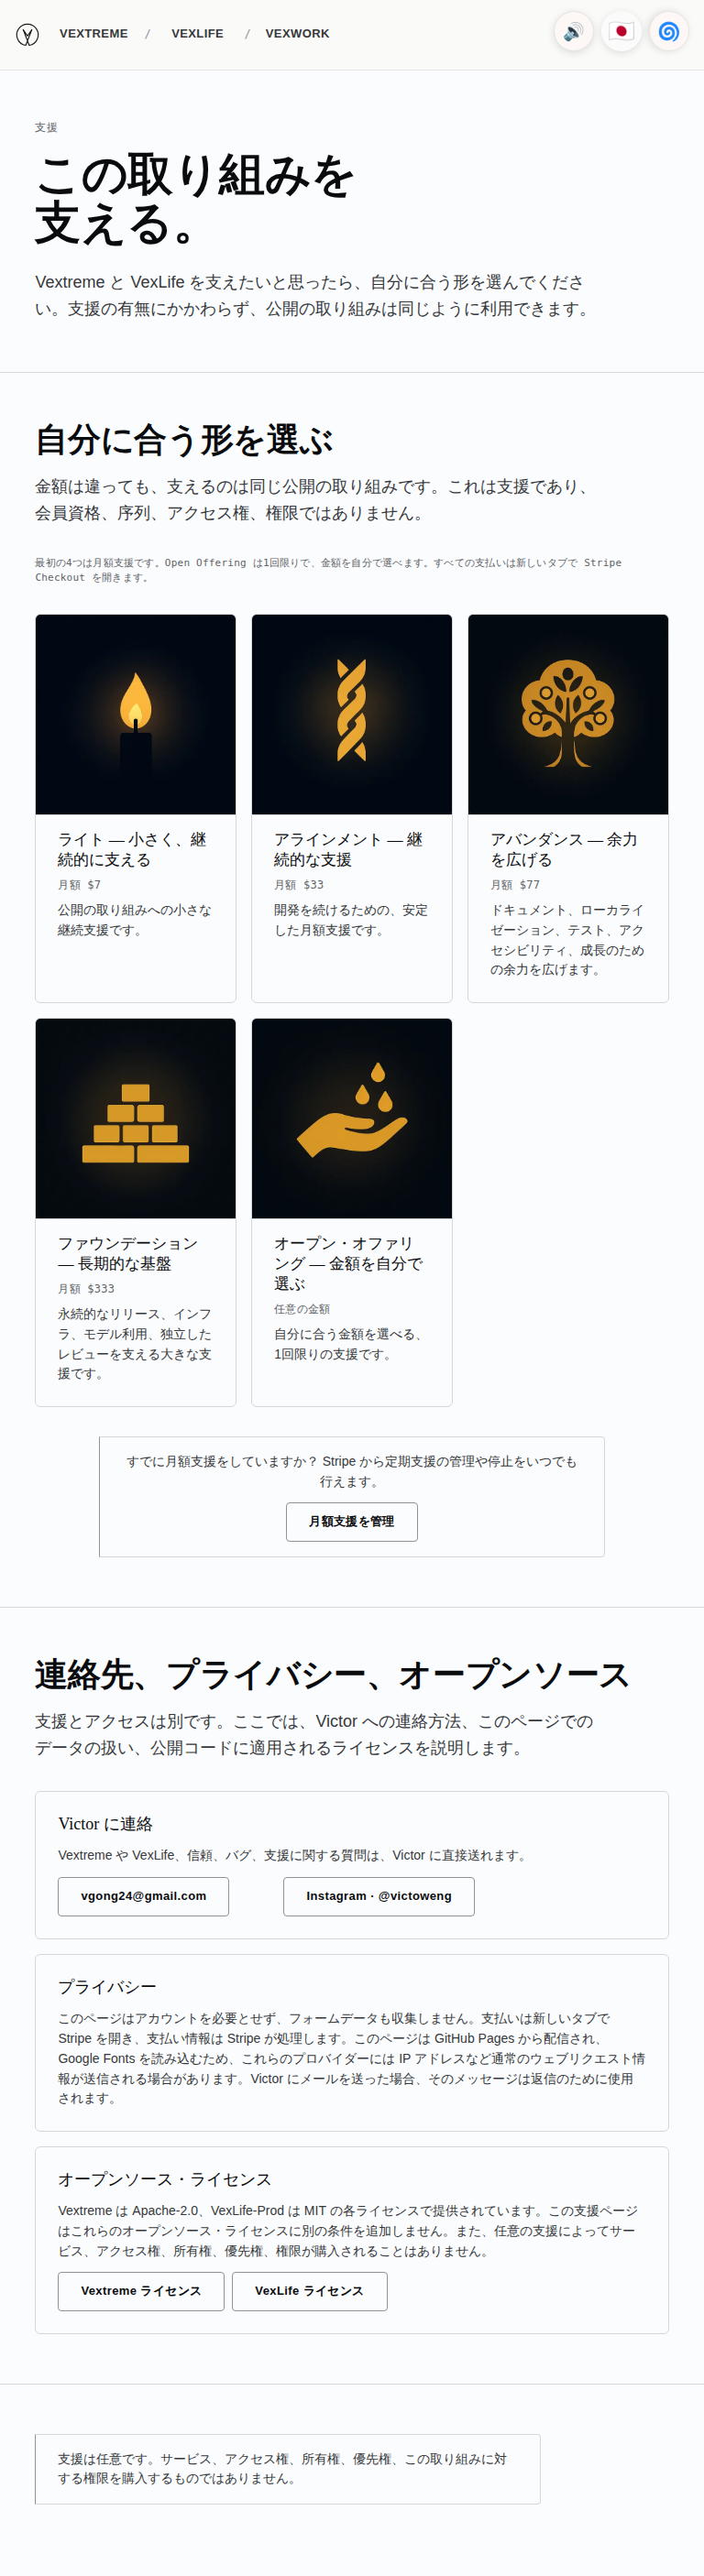 VEXTREME / VEXLIFE / VEXWORK
支援
この取り組みを
支える。
Vextreme と VexLife を支えたいと思ったら、自分に合う形を選んでくださ
い。支援の有無にかかわらず、公開の取り組みは同じように利用できます。
自分に合う形を選ぶ
金額は違っても、支えるのは同じ公開の取り組みです。これは支援であり、
会員資格、序列、アクセス権、権限ではありません。
最初の4つは月額支援です。Open Offering は1回限りで、金額を自分で選べます。すべての支払いは新しいタブで Stripe
Checkout を開きます。
ライト — 小さく、継
続的に支える
月額 $7
公開の取り組みへの小さな
継続支援です。
アラインメント — 継
続的な支援
月額 $33
開発を続けるための、安定
した月額支援です。
アバンダンス — 余力
を広げる
月額 $77
ドキュメント、ローカライ
ゼーション、テスト、アク
セシビリティ、成長のため
の余力を広げます。
ファウンデーション
— 長期的な基盤
月額 $333
永続的なリリース、インフ
ラ、モデル利用、独立した
レビューを支える大きな支
援です。
オープン・オファリ
ング — 金額を自分で
選ぶ
任意の金額
自分に合う金額を選べる、
1回限りの支援です。
すでに月額支援をしていますか？ Stripe から定期支援の管理や停止をいつでも
行えます。
月額支援を管理
連絡先、プライバシー、オープンソース
支援とアクセスは別です。ここでは、Victor への連絡方法、このページでの
データの扱い、公開コードに適用されるライセンスを説明します。
Victor に連絡
Vextreme や VexLife、信頼、バグ、支援に関する質問は、Victor に直接送れます。
vgong24@gmail.com
Instagram · @victoweng
プライバシー
このページはアカウントを必要とせず、フォームデータも収集しません。支払いは新しいタブで
Stripe を開き、支払い情報は Stripe が処理します。このページは GitHub Pages から配信され、
Google Fonts を読み込むため、これらのプロバイダーには IP アドレスなど通常のウェブリクエスト情
報が送信される場合があります。Victor にメールを送った場合、そのメッセージは返信のために使用
されます。
オープンソース・ライセンス
Vextreme は Apache-2.0、VexLife-Prod は MIT の各ライセンスで提供されています。この支援ページ
はこれらのオープンソース・ライセンスに別の条件を追加しません。また、任意の支援によってサー
ビス、アクセス権、所有権、優先権、権限が購入されることはありません。
Vextreme ライセンス
VexLife ライセンス
支援は任意です。サービス、アクセス権、所有権、優先権、この取り組みに対
する権限を購入するものではありません。